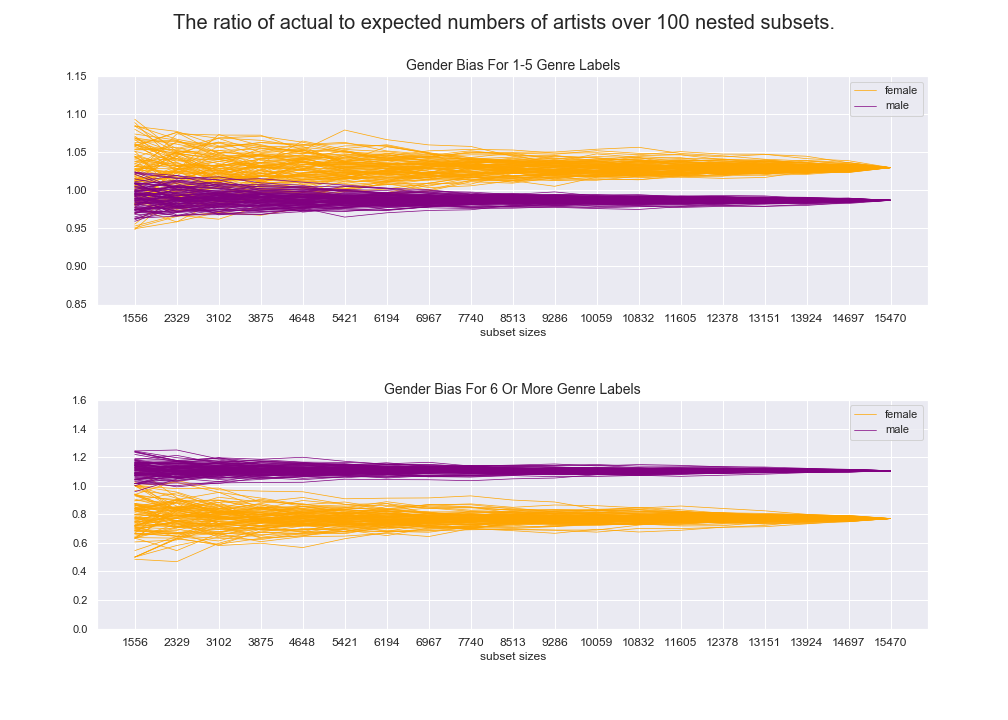 The ratio of actual to expected numbers of artists over 100 nested subsets.
Gender Bias For 1-5 Genre Labels
1.15
1.10
1.05
1.00
0.95
0.90
0.85
female
male
1556 2329 3102 3875 4648 5421 6194 6967 7740 8513 9286 10059 10832 11605 12378 13151 13924 14697 15470
subset sizes
Gender Bias For 6 Or More Genre Labels
1.6
1.4
1.2
1.0
0.8
0.6
0.4
0.2
0.0
female
male
1556 2329 3102 3875 4648 5421 6194 6967 7740 8513 9286 10059 10832 11605 12378 13151 13924 14697 15470
subset sizes